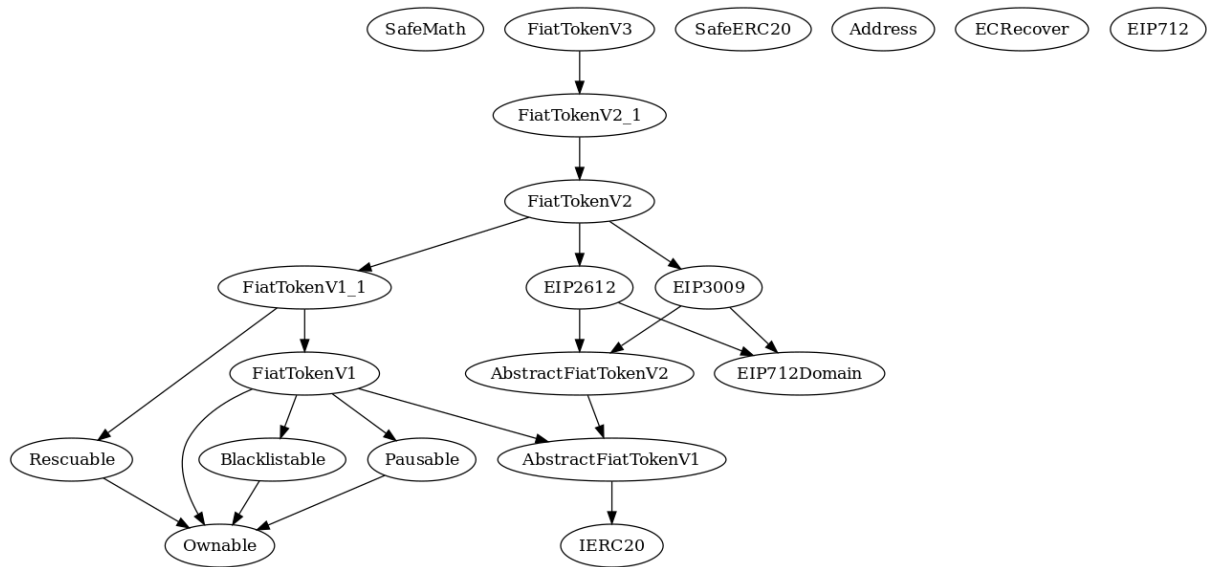 SafeMath
FiatTokenV3
SafeERC20
Address
ECRecover
EIP712
FiatTokenV2_1
FiatTokenV2
FiatTokenV1_1
EIP2612
EIP3009
FiatTokenV1
AbstractFiatTokenV2
EIP712Domain
Rescuable
Blacklistable
Pausable
AbstractFiatTokenV1
Ownable
IERC20